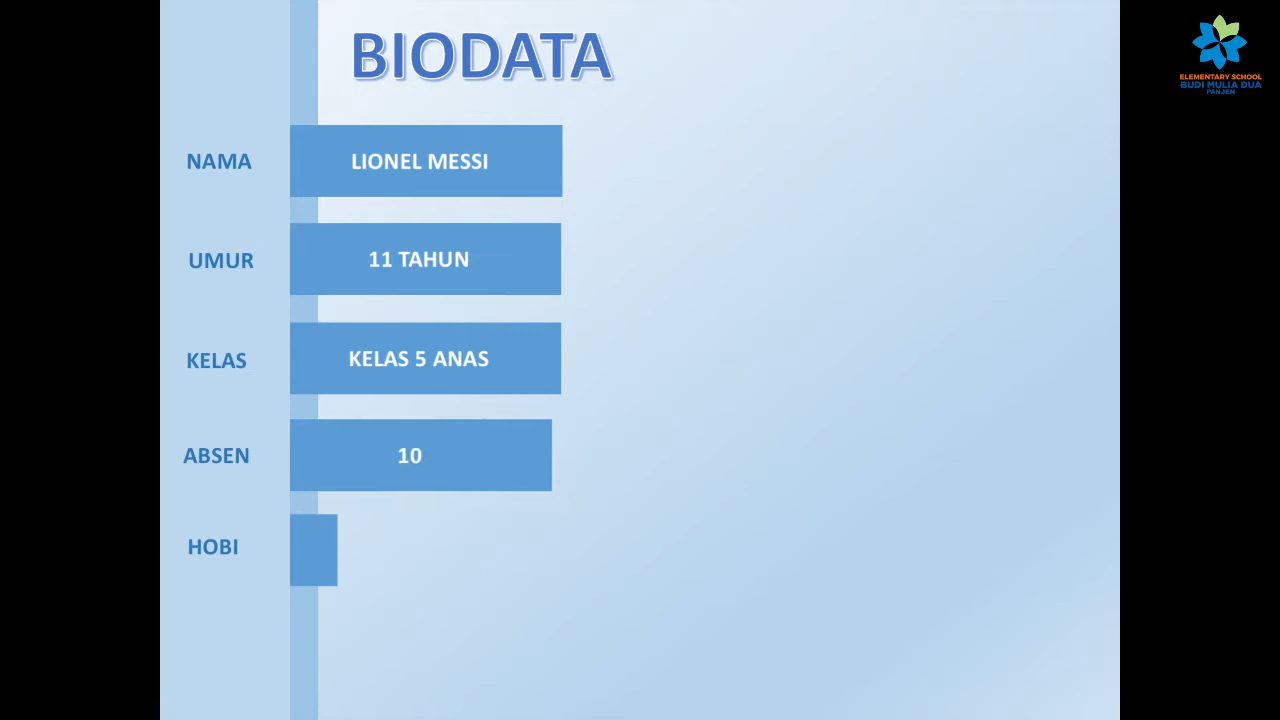 BIODATA
ELEMENTARY SCHOOL
BUDI MULIA DUA
PANJEN
NAMA
LIONEL MESSI
UMUR
11 TAHUN
KELAS
KELAS 5 ANAS
ABSEN
10
HOBI